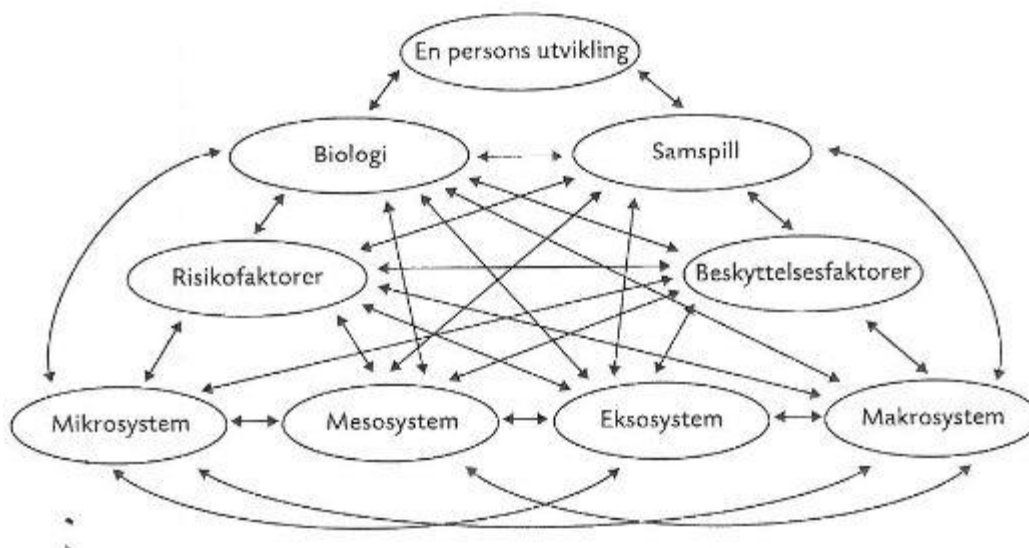 En persons utvikling
Biologi
Samspill
Risikofaktorer
Beskyttelsesfaktorer
Mikrosystem
Mesosystem
Eksosystem
Makrosystem